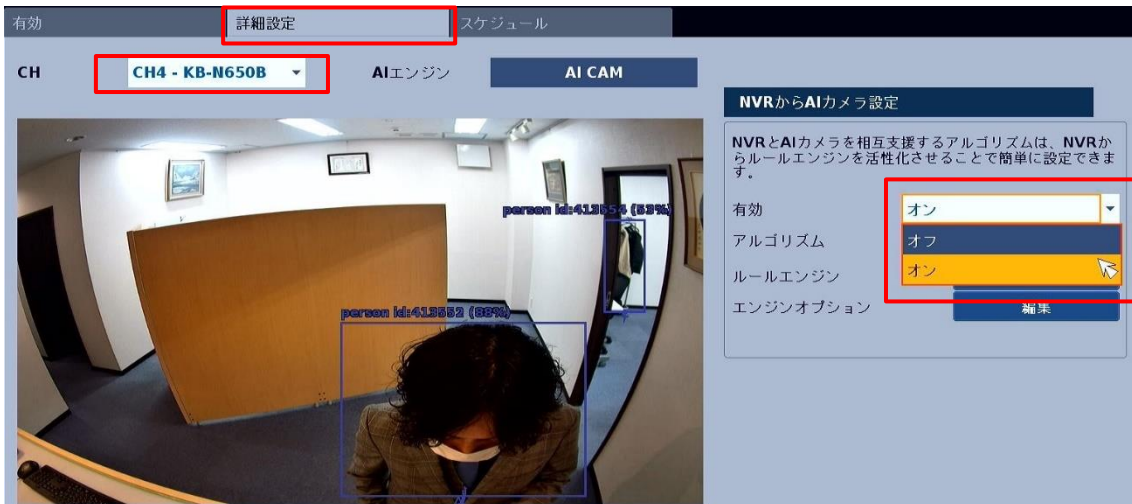 有効
詳細設定
スケジュール
CH
CH4 - KB-N650B
AIエンジン
AI CAM
NVRからAIカメラ設定
NVRとAIカメラを相互支援するアルゴリズムは、NVRか
らルールエンジンを活性化させることで簡単に設定できま
す。
有効
オン
アルゴリズム
オフ
ルールエンジン
オン
エンジンオプション
編集
person id:413554 (53%)
person id:413552 (88%)